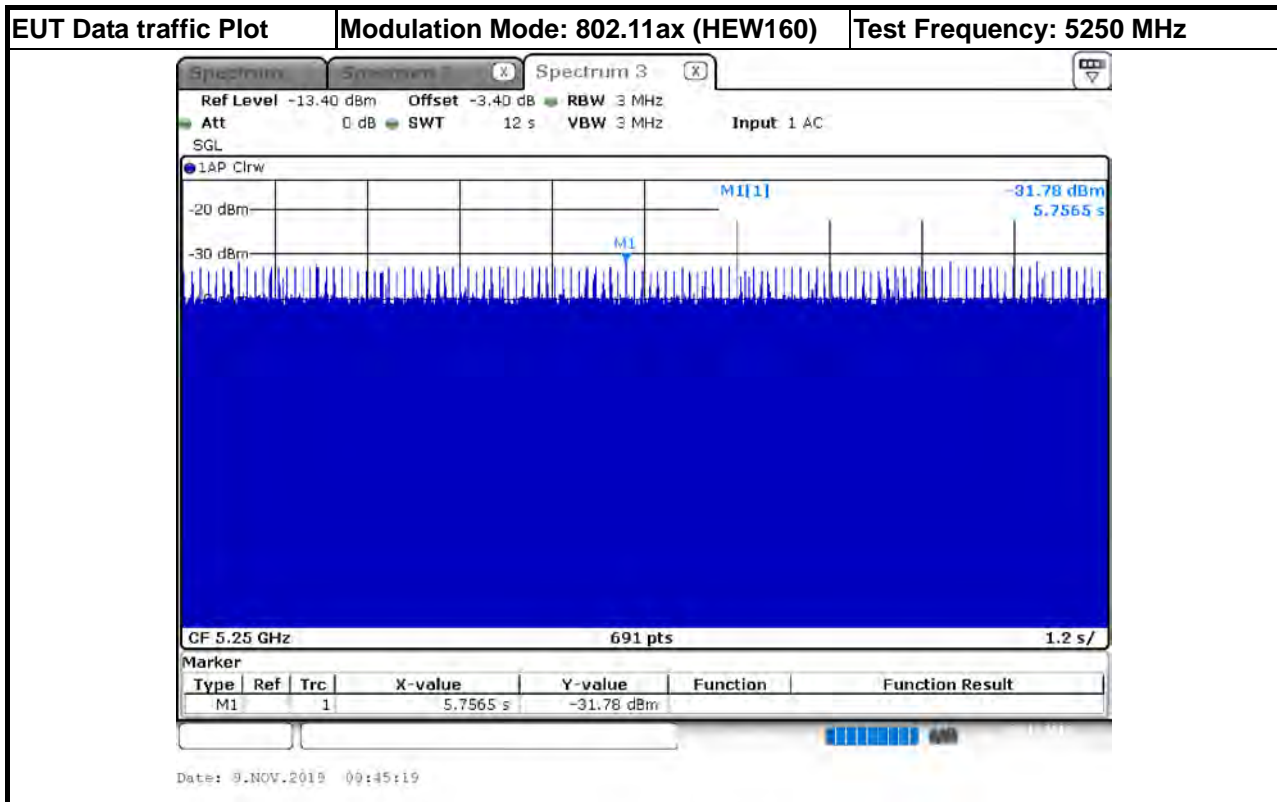 EUT Data traffic Plot Modulation Mode: 802.11ax (HEW160) Test Frequency: 5250 MHz
Spectrum Spectrum 2 X Spectrum 3 X
Ref Level -13.40 dBm Offset -3.40 dB RBW 3 MHz
Att 0 dB SWT 12 s VBW 3 MHz Input 1 AC
SGL
1AP Clrw
M1[1] -31.78 dBm
5.7565 s
-20 dBm
M1
-30 dBm
CF 5.25 GHz 691 pts 1.2 s/
Marker
Type Ref Trc X-value Y-value Function Function Result
M1 1 5.7565 s -31.78 dBm
Date: 9.NOV.2019 09:45:19